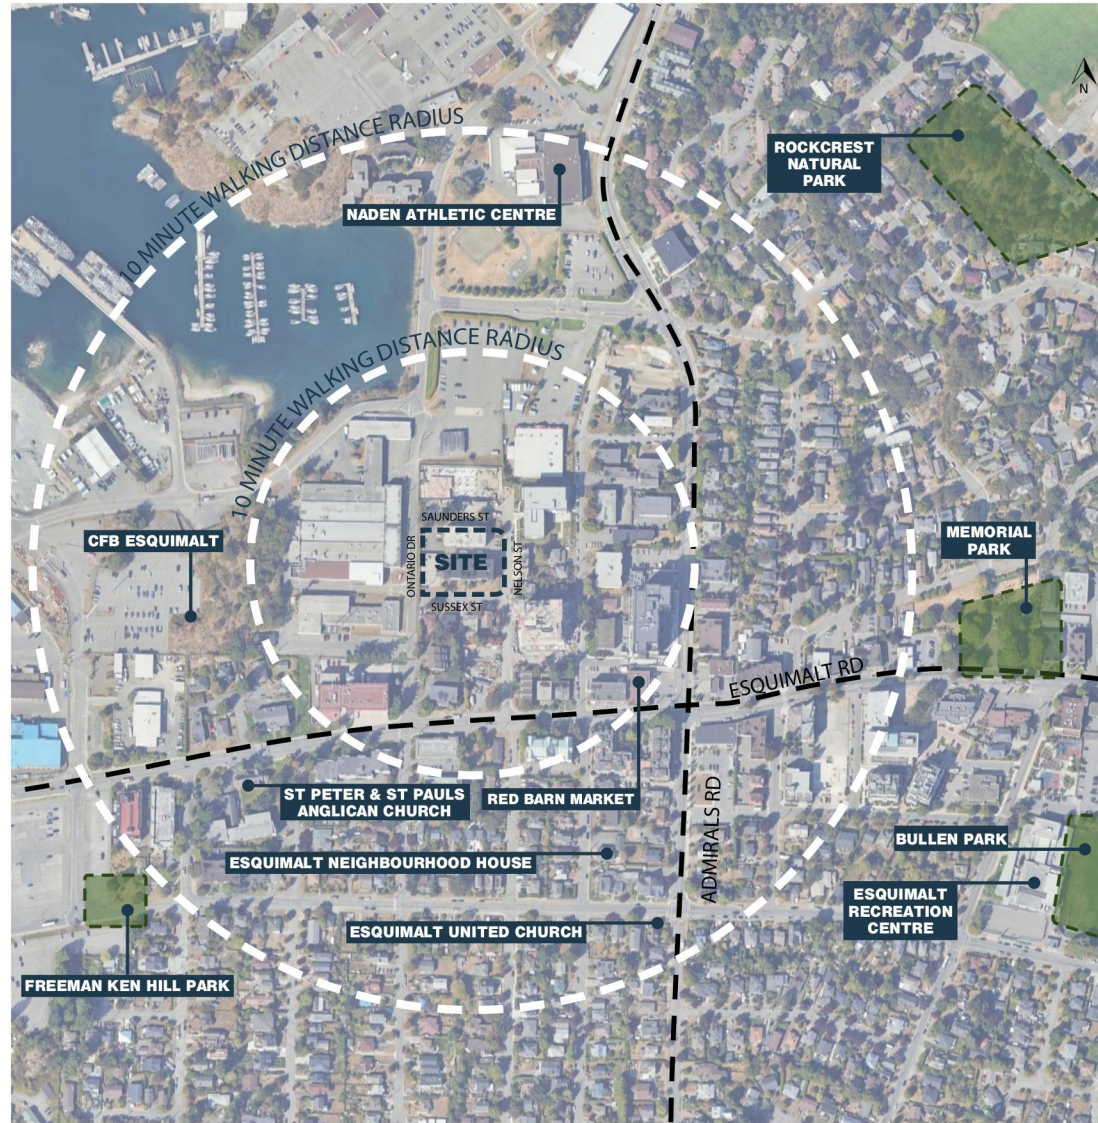 N
10 MINUTE WALKING DISTANCE RADIUS
ROCKCREST
NATURAL
PARK
NADEN ATHLETIC CENTRE
10 MINUTE WALKING DISTANCE RADIUS
SAUNDERS ST
CFB ESQUIMALT
ONTARIO DR
SITE
NELSON ST
MEMORIAL
PARK
SUSSEX ST
ESQUIMALT RD
ST PETER & ST PAULS
ANGLICAN CHURCH
RED BARN MARKET
ADMIRALS RD
BULLEN PARK
ESQUIMALT NEIGHBOURHOOD HOUSE
ESQUIMALT
RECREATION
CENTRE
ESQUIMALT UNITED CHURCH
FREEMAN KEN HILL PARK